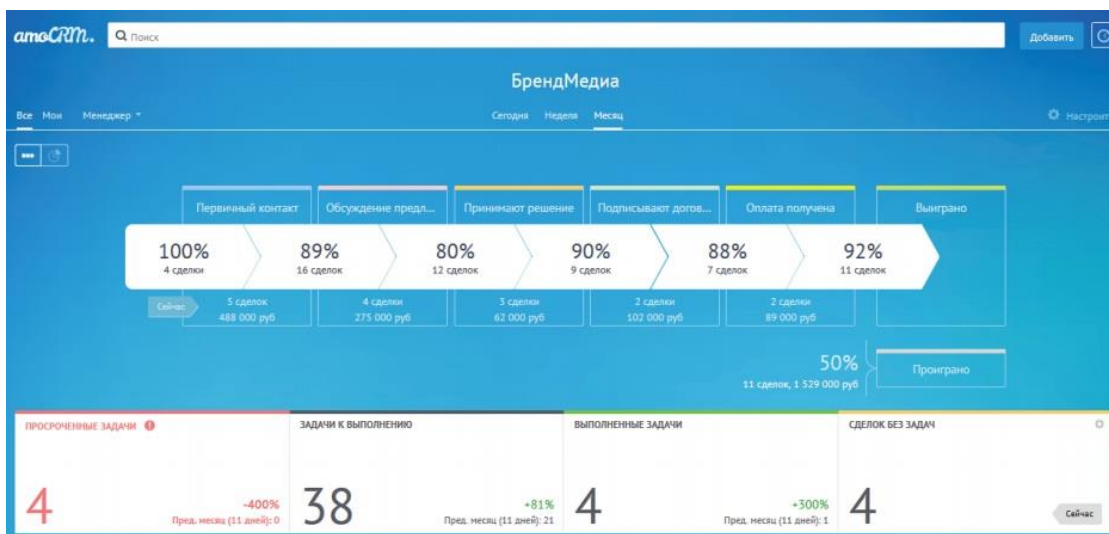 amoCRM.
Поиск
Добавить
БрендМедиа
Все Мои Менеджер
Сегодня Неделя Месяц
Настроит
Первичный контакт Обсуждение предл... Принимают решение Подписывают догов... Оплата получена Выиграно
100% 89% 80% 90% 88% 92%
4 сделки 16 сделок 12 сделок 9 сделок 7 сделок 11 сделок
Сейчас
5 сделок 4 сделки 3 сделки 2 сделки 2 сделки
488 000 руб 275 000 руб 62 000 руб 102 000 руб 89 000 руб
50%
11 сделок, 1 529 000 руб
Проиграно
ПРОСРОЧЕННЫЕ ЗАДАЧИ
4
-400%
Пред. месяц (11 дней): 0
ЗАДАЧИ К ВЫПОЛНЕНИЮ
38
+81%
Пред. месяц (11 дней): 21
ВЫПОЛНЕННЫЕ ЗАДАЧИ
4
+300%
Пред. месяц (11 дней): 1
СДЕЛОК БЕЗ ЗАДАЧ
4
Сейчас